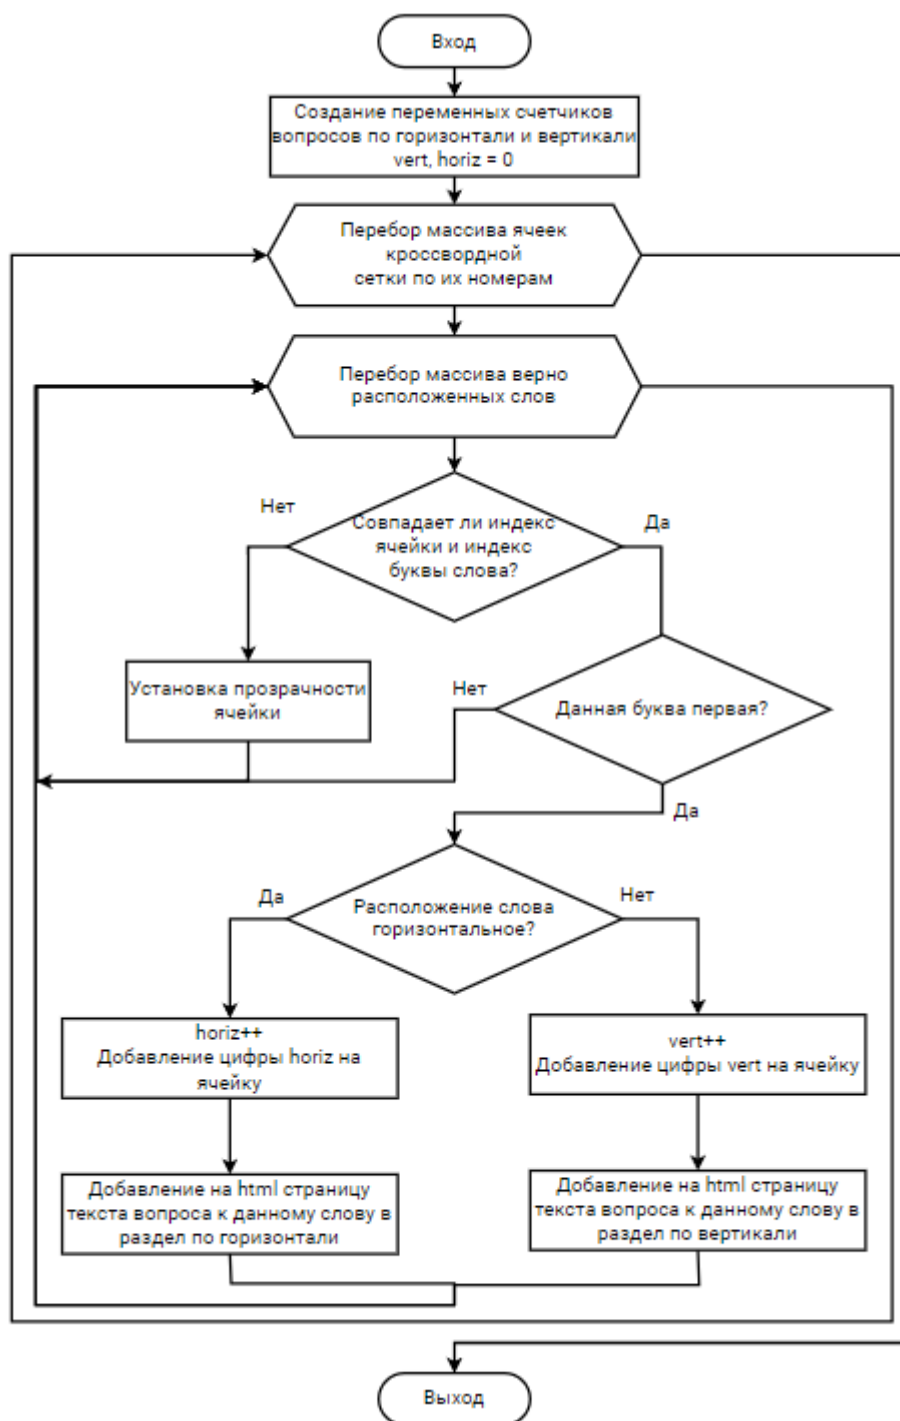 Вход
Создание переменных счетчиков
вопросов по горизонтали и вертикали
vert, horiz = 0
Перебор массива ячеек
кроссвордной
сетки по их номерам
Перебор массива верно
расположенных слов
Нет
Совпадает ли индекс
ячейки и индекс
буквы слова?
Да
Установка прозрачности
ячейки
Нет
Данная буква первая?
Да
Да
Расположение слова
горизонтальное?
Нет
horiz++
Добавление цифры horiz на
ячейку
vert++
Добавление цифры vert на ячейку
Добавление на html страницу
текста вопроса к данному слову в
раздел по горизонтали
Добавление на html страницу
текста вопроса к данному слову в
раздел по вертикали
Выход